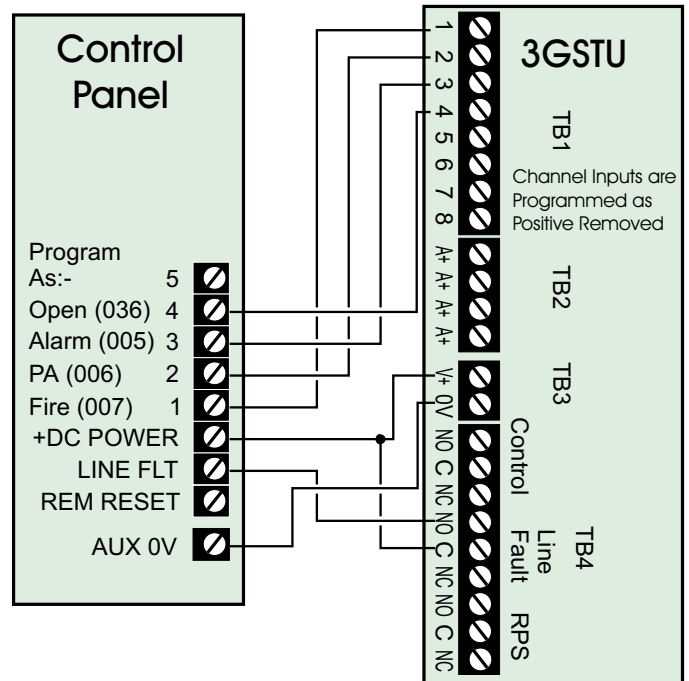 Control
Panel
Program
As:- 5
Open (036) 4
Alarm (005) 3
PA (006) 2
Fire (007) 1
+DC POWER
LINE FLT
REM RESET
AUX 0V
3GSTU
1
2
3
4
5
6
7
8
TB1
Channel Inputs are
Programmed as
Positive Removed
A+
A+
A+
A+
TB2
V+
0V
TB3
NO
C
NC
Control
NO
C
NC
Line
Fault
TB4
NO
C
NC
RPS